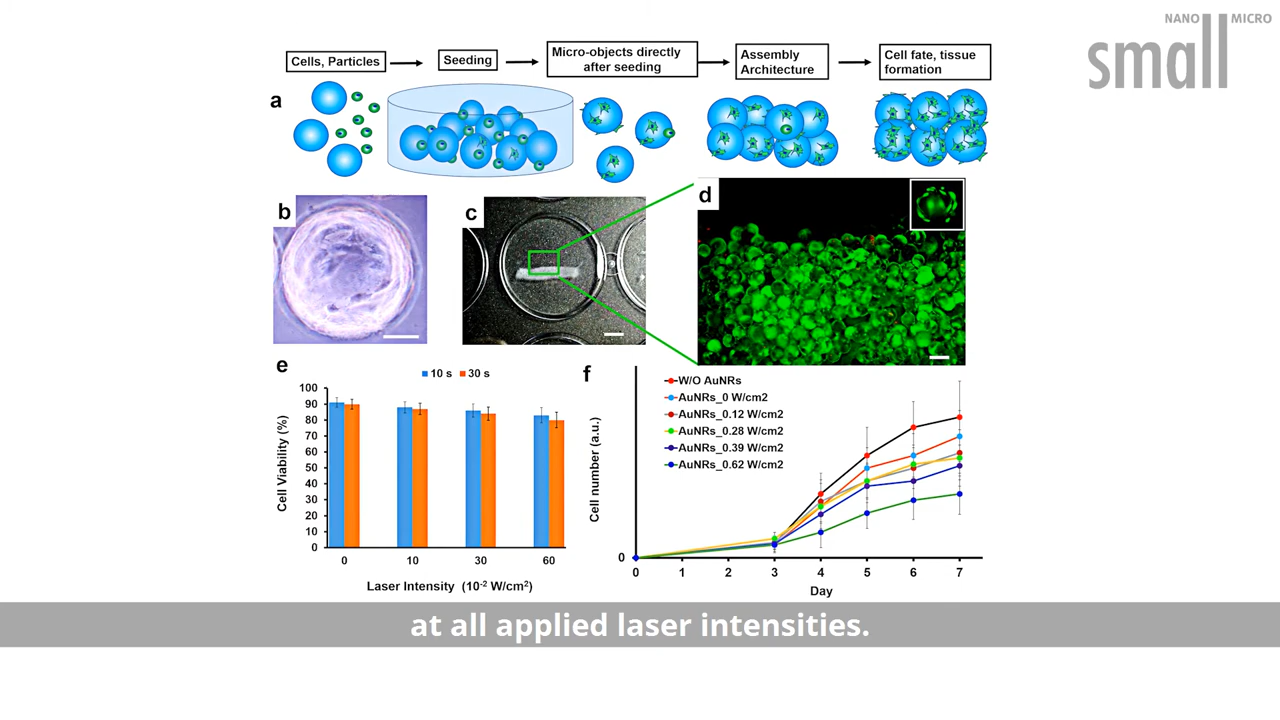 NANO MICRO
small
Cells, Particles
Seeding
Micro-objects directly
after seeding
Assembly
Architecture
Cell fate, tissue
formation
a
b
c
d
e
10 s 30 s
100
90
80
70
60
50
40
30
20
10
0
Cell Viability (%)
0 10 30 60
Laser Intensity (10-2 W/cm2)
f
W/O AuNRs
AuNRs_0 W/cm2
AuNRs_0.12 W/cm2
AuNRs_0.28 W/cm2
AuNRs_0.39 W/cm2
AuNRs_0.62 W/cm2
Cell number (a.u.)
0
0 1 2 3 4 5 6 7
Day
at all applied laser intensities.